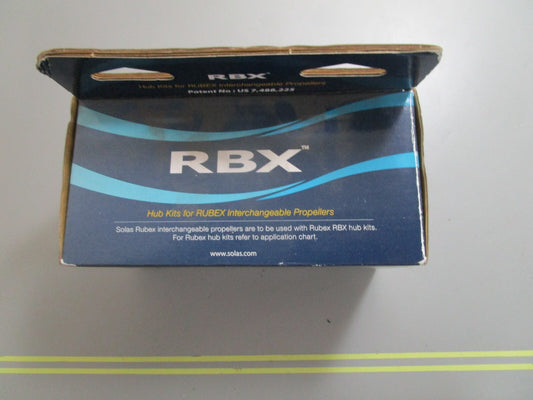 RBX
Hub Kits for RUBEX Interchangeable Propellers
Patent No : US 7,488,225
RBX™
Hub Kits for RUBEX Interchangeable Propellers
Solas Rubex interchangeable propellers are to be used with Rubex RBX hub kits.
For Rubex hub kits refer to application chart.
www.solas.com